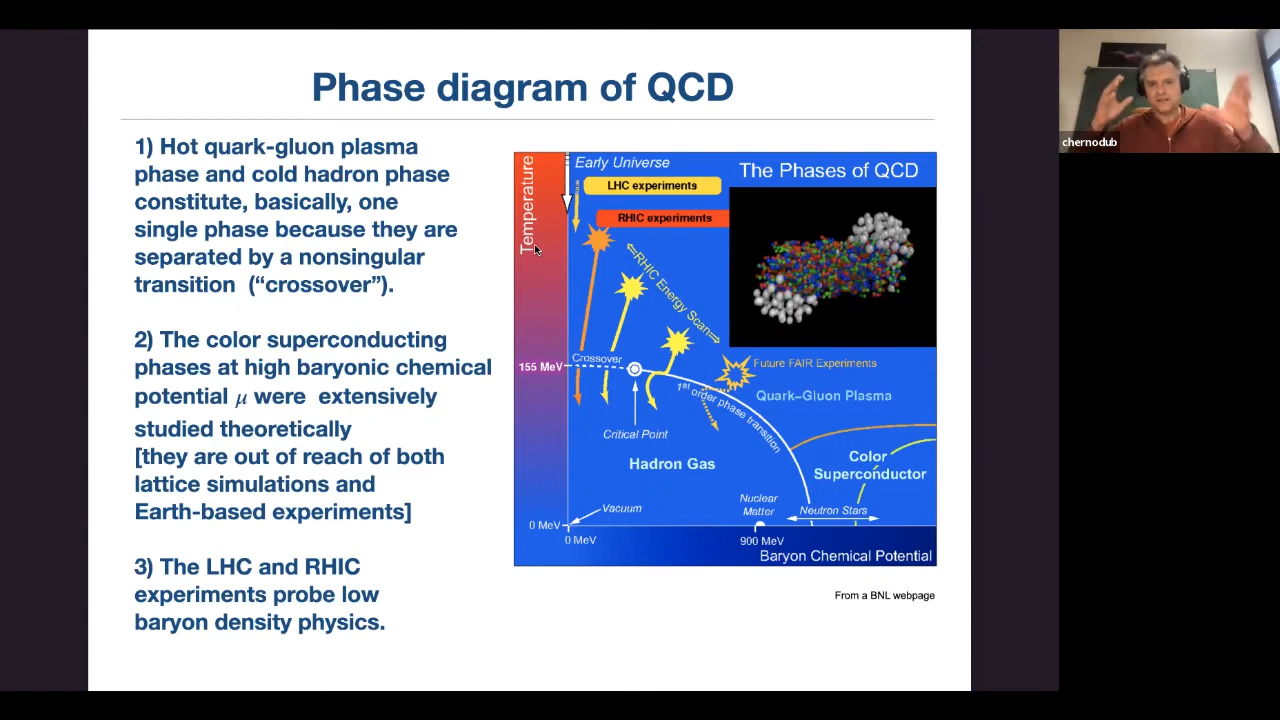 Phase diagram of QCD
1) Hot quark-gluon plasma
phase and cold hadron phase
constitute, basically, one
single phase because they are
separated by a nonsingular
transition (“crossover”).
2) The color superconducting
phases at high baryonic chemical
potential μ were extensively
studied theoretically
[they are out of reach of both
lattice simulations and
Earth-based experiments]
3) The LHC and RHIC
experiments probe low
baryon density physics.
Temperature
Early Universe
The Phases of QCD
LHC experiments
RHIC experiments
RHIC Energy Scan
155 MeV
Crossover
Future FAIR Experiments
1st order phase transition
Quark–Gluon Plasma
Critical Point
Hadron Gas
Color
Superconductor
Nuclear
Matter
Neutron Stars
Vacuum
0 MeV
0 MeV
900 MeV
Baryon Chemical Potential
From a BNL webpage
chernodub